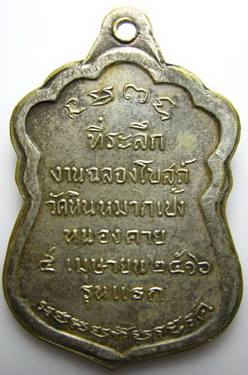 ที่ระลึก
งานฉลองโบสถ์
วัดหินหมากเป้ง
หนองคาย
๕ เมษายน ๒๕๑๖
รุ่นแรก